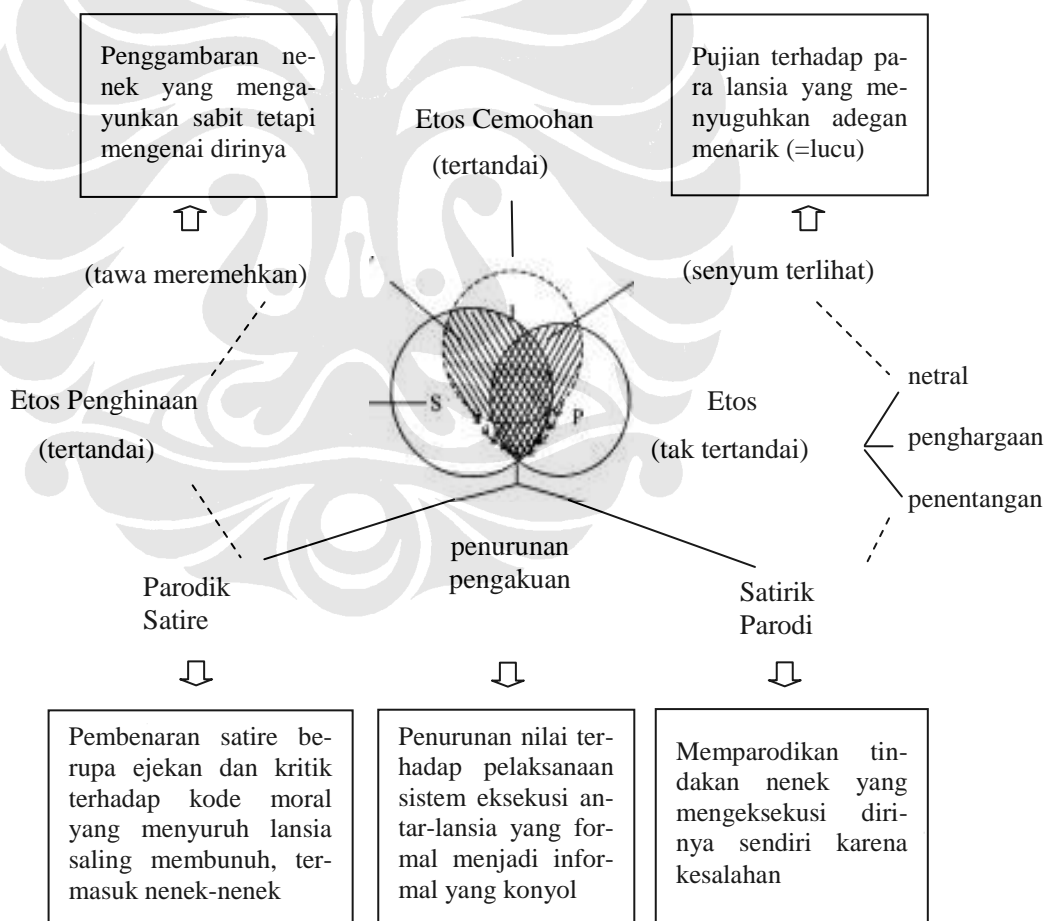 Penggambaran ne-
nek yang menga-
yunkan sabit tetapi
mengenai dirinya
Pujian terhadap pa-
ra lansia yang me-
nyuguhkan adegan
menarik (=lucu)
Etos Cemoohan
(tertandai)
(tawa meremehkan)
(senyum terlihat)
I
S
P
Etos Penghinaan
(tertandai)
Etos
(tak tertandai)
netral
penghargaan
penentangan
penurunan
pengakuan
Parodik
Satire
Satirik
Parodi
Pembenaran satire be-
rupa ejekan dan kritik
terhadap kode moral
yang menyuruh lansia
saling membunuh, ter-
masuk nenek-nenek
Penurunan nilai ter-
hadap pelaksanaan
sistem eksekusi an-
tar-lansia yang for-
mal menjadi infor-
mal yang konyol
Memparodikan tin-
dakan nenek yang
mengeksekusi diri-
nya sendiri karena
kesalahan